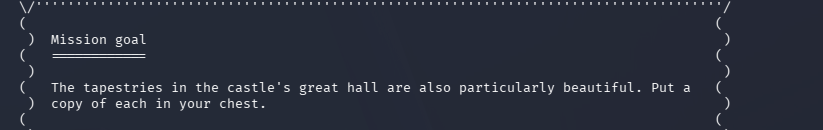 Mission goal
============
The tapestries in the castle's great hall are also particularly beautiful. Put a
copy of each in your chest.